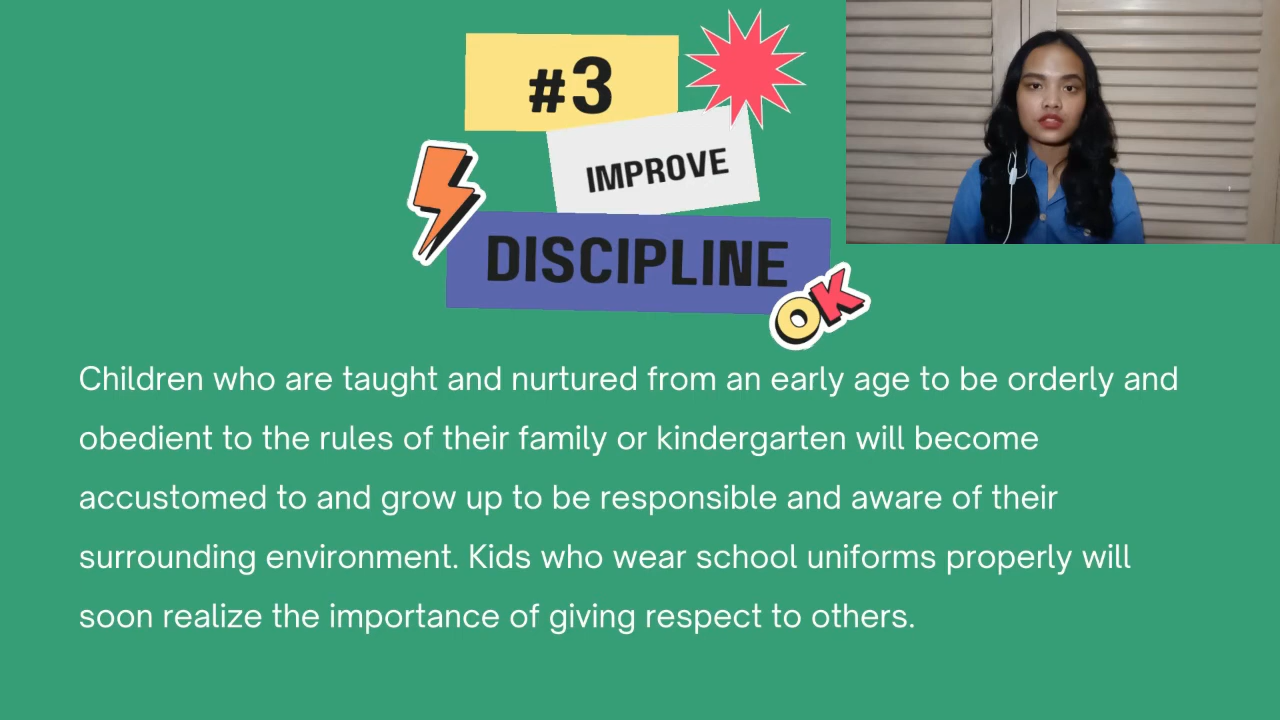 #3
IMPROVE
DISCIPLINE
OK
Children who are taught and nurtured from an early age to be orderly and
obedient to the rules of their family or kindergarten will become
accustomed to and grow up to be responsible and aware of their
surrounding environment. Kids who wear school uniforms properly will
soon realize the importance of giving respect to others.